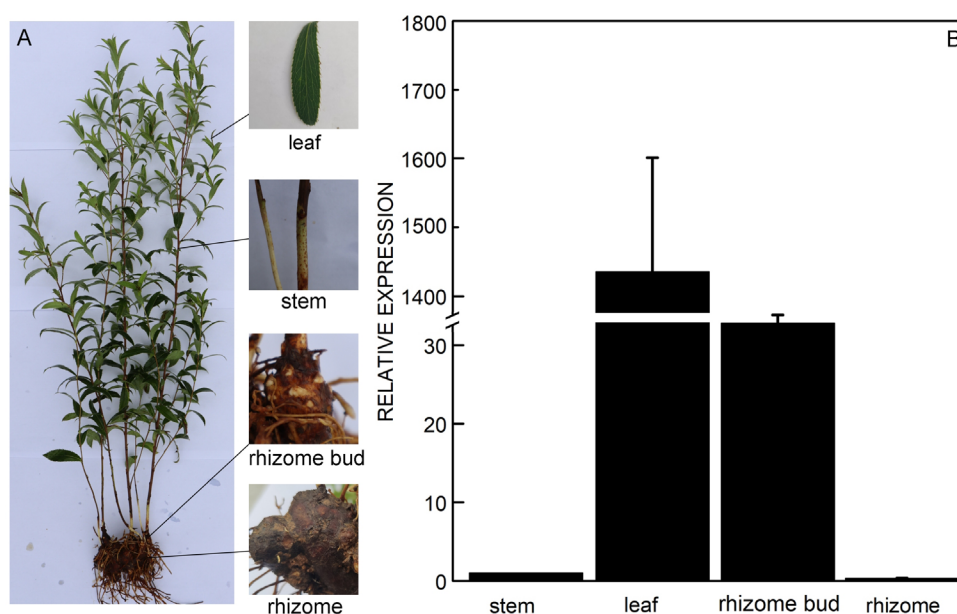 A
leaf
stem
rhizome bud
rhizome
B
RELATIVE EXPRESSION
1800
1700
1600
1500
1400
30
20
10
0
stem
leaf
rhizome bud
rhizome